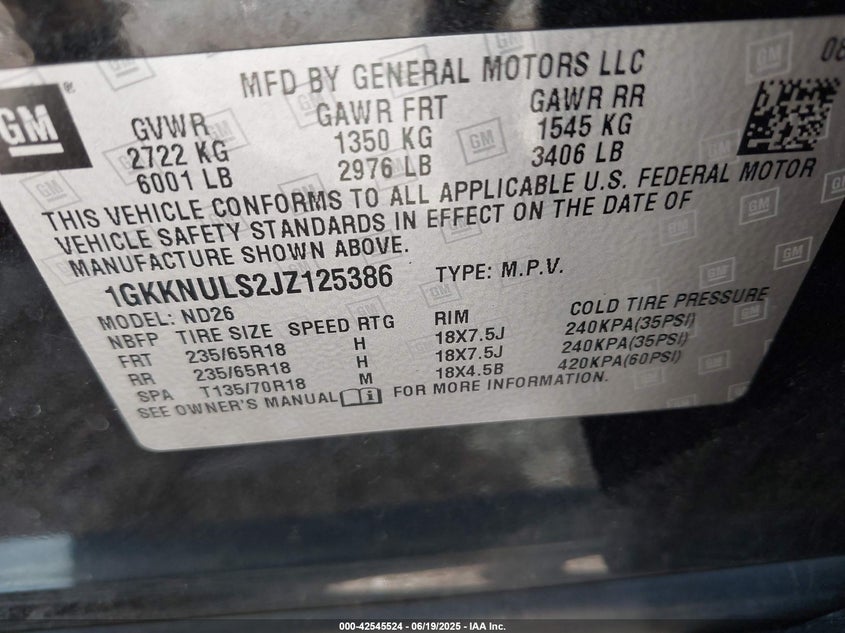 MFD BY GENERAL MOTORS LLC
08
GM
®
GVWR GAWR FRT GAWR RR
2722 KG 1350 KG 1545 KG
6001 LB 2976 LB 3406 LB
THIS VEHICLE CONFORMS TO ALL APPLICABLE U.S. FEDERAL MOTOR
VEHICLE SAFETY STANDARDS IN EFFECT ON THE DATE OF
MANUFACTURE SHOWN ABOVE.
1GKKNULS2JZ125386 TYPE: M.P.V.
MODEL: ND26
NBFP TIRE SIZE SPEED RTG RIM COLD TIRE PRESSURE
FRT 235/65R18 H 18X7.5J 240KPA(35PSI)
RR 235/65R18 H 18X7.5J 240KPA(35PSI)
SPA T135/70R18 M 18X4.5B 420KPA(60PSI)
SEE OWNER'S MANUAL FOR MORE INFORMATION.
000-42545524 - 06/19/2025 - IAA Inc.